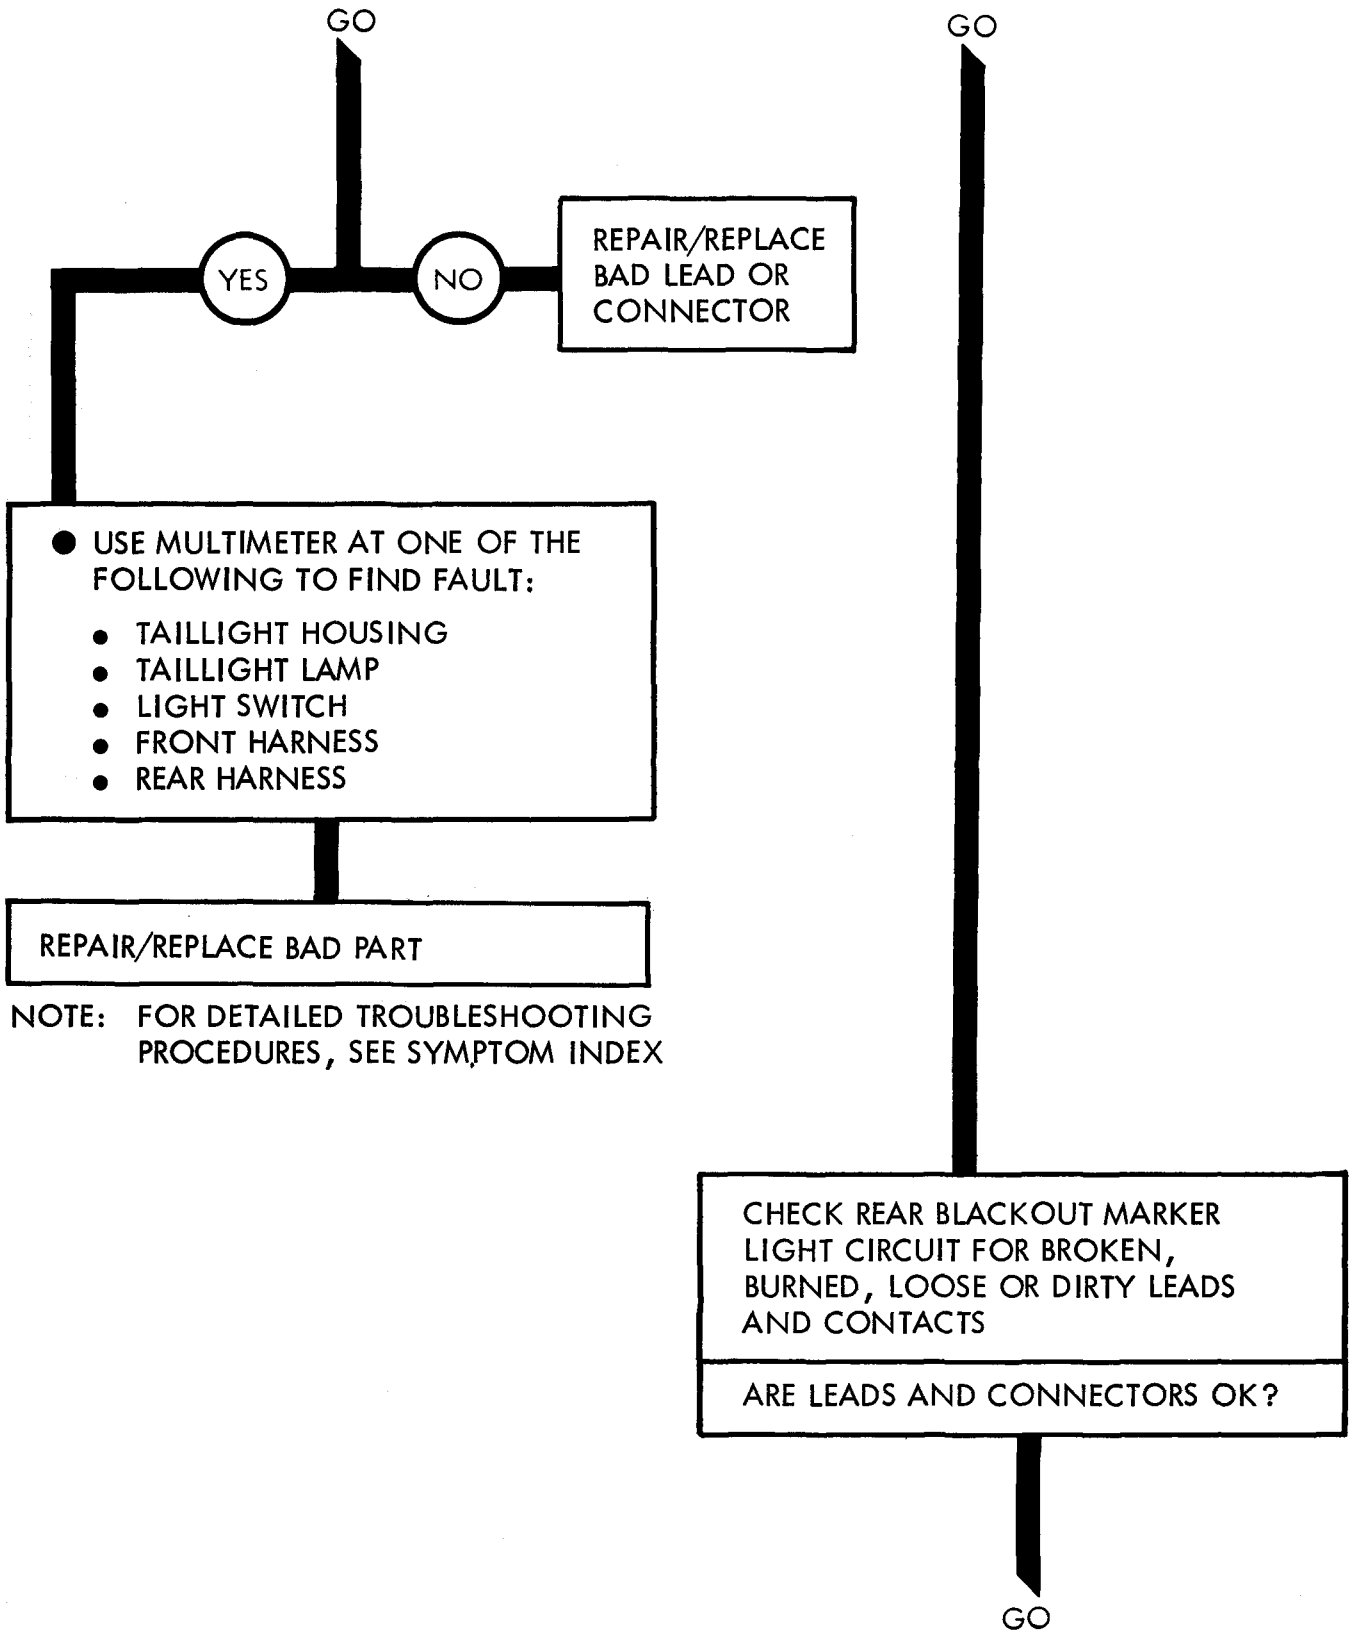 GO
GO
YES
NO
REPAIR/REPLACE
BAD LEAD OR
CONNECTOR
● USE MULTIMETER AT ONE OF THE
FOLLOWING TO FIND FAULT:
● TAILLIGHT HOUSING
● TAILLIGHT LAMP
● LIGHT SWITCH
● FRONT HARNESS
● REAR HARNESS
REPAIR/REPLACE BAD PART
NOTE: FOR DETAILED TROUBLESHOOTING
PROCEDURES, SEE SYMPTOM INDEX
CHECK REAR BLACKOUT MARKER
LIGHT CIRCUIT FOR BROKEN,
BURNED, LOOSE OR DIRTY LEADS
AND CONTACTS
ARE LEADS AND CONNECTORS OK?
GO